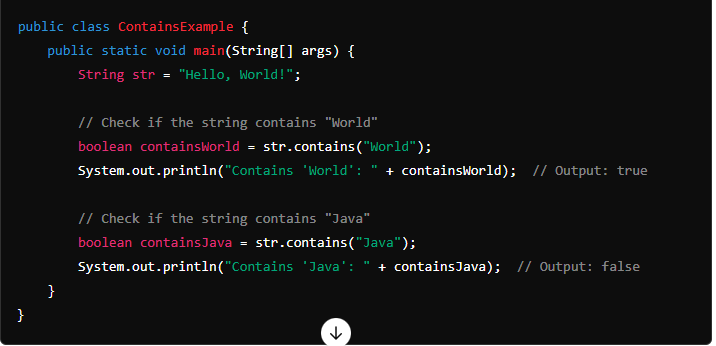 public class ContainsExample {
    public static void main(String[] args) {
        String str = "Hello, World!";
        // Check if the string contains "World"
        boolean containsWorld = str.contains("World");
        System.out.println("Contains 'World': " + containsWorld);  // Output: true
        // Check if the string contains "Java"
        boolean containsJava = str.contains("Java");
        System.out.println("Contains 'Java': " + containsJava);  // Output: false
    }
}